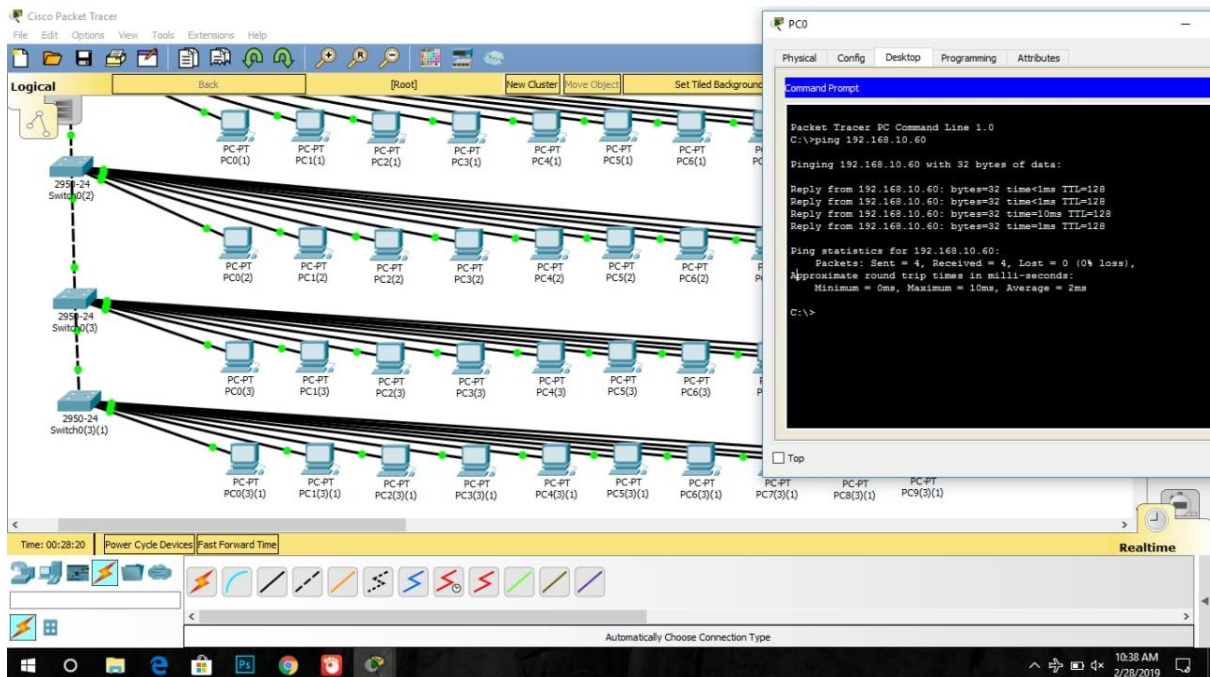 Cisco Packet Tracer
File Edit Options View Tools Extensions Help
Logical Back [Root] New Cluster Move Object Set Tiled Background
PC-PT PC-PT PC-PT PC-PT PC-PT PC-PT PC-PT
PC0(1) PC1(1) PC2(1) PC3(1) PC4(1) PC5(1) PC6(1)
2950-24
Switch0(2)
PC-PT PC-PT PC-PT PC-PT PC-PT PC-PT PC-PT
PC0(2) PC1(2) PC2(2) PC3(2) PC4(2) PC5(2) PC6(2)
2950-24
Switch0(3)
PC-PT PC-PT PC-PT PC-PT PC-PT PC-PT PC-PT
PC0(3) PC1(3) PC2(3) PC3(3) PC4(3) PC5(3) PC6(3)
2950-24
Switch0(3)(1)
PC-PT PC-PT PC-PT PC-PT PC-PT PC-PT PC-PT PC-PT PC-PT PC-PT
PC0(3)(1) PC1(3)(1) PC2(3)(1) PC3(3)(1) PC4(3)(1) PC5(3)(1) PC6(3)(1) PC7(3)(1) PC8(3)(1) PC9(3)(1)
PC0
Physical Config Desktop Programming Attributes
Command Prompt
Packet Tracer PC Command Line 1.0
C:\>ping 192.168.10.60
Pinging 192.168.10.60 with 32 bytes of data:
Reply from 192.168.10.60: bytes=32 time<1ms TTL=128
Reply from 192.168.10.60: bytes=32 time<1ms TTL=128
Reply from 192.168.10.60: bytes=32 time=10ms TTL=128
Reply from 192.168.10.60: bytes=32 time=1ms TTL=128
Ping statistics for 192.168.10.60:
Packets: Sent = 4, Received = 4, Lost = 0 (0% loss),
Approximate round trip times in milli-seconds:
Minimum = 0ms, Maximum = 10ms, Average = 2ms
C:\>
Top
Time: 00:28:20 Power Cycle Devices Fast Forward Time Realtime
Automatically Choose Connection Type
Ps
10:38 AM
2/28/2019